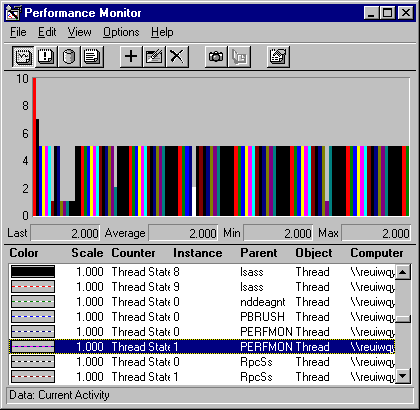 Performance Monitor
File Edit View Options Help
10
8
6
4
2
0
Last 2.000 Average 2.000 Min 2.000 Max 2.000
Color Scale Counter Instance Parent Object Computer
1.000 Thread State 8 lsass Thread \\reuiwqy
1.000 Thread State 9 lsass Thread \\reuiwqy
1.000 Thread State 0 nddeagnt Thread \\reuiwqy
1.000 Thread State 0 PBRUSH Thread \\reuiwqy
1.000 Thread State 0 PERFMON Thread \\reuiwqy
1.000 Thread State 1 PERFMON Thread \\reuiwqy
1.000 Thread State 0 RpcSs Thread \\reuiwqy
1.000 Thread State 1 RpcSs Thread \\reuiwqy
Data: Current Activity